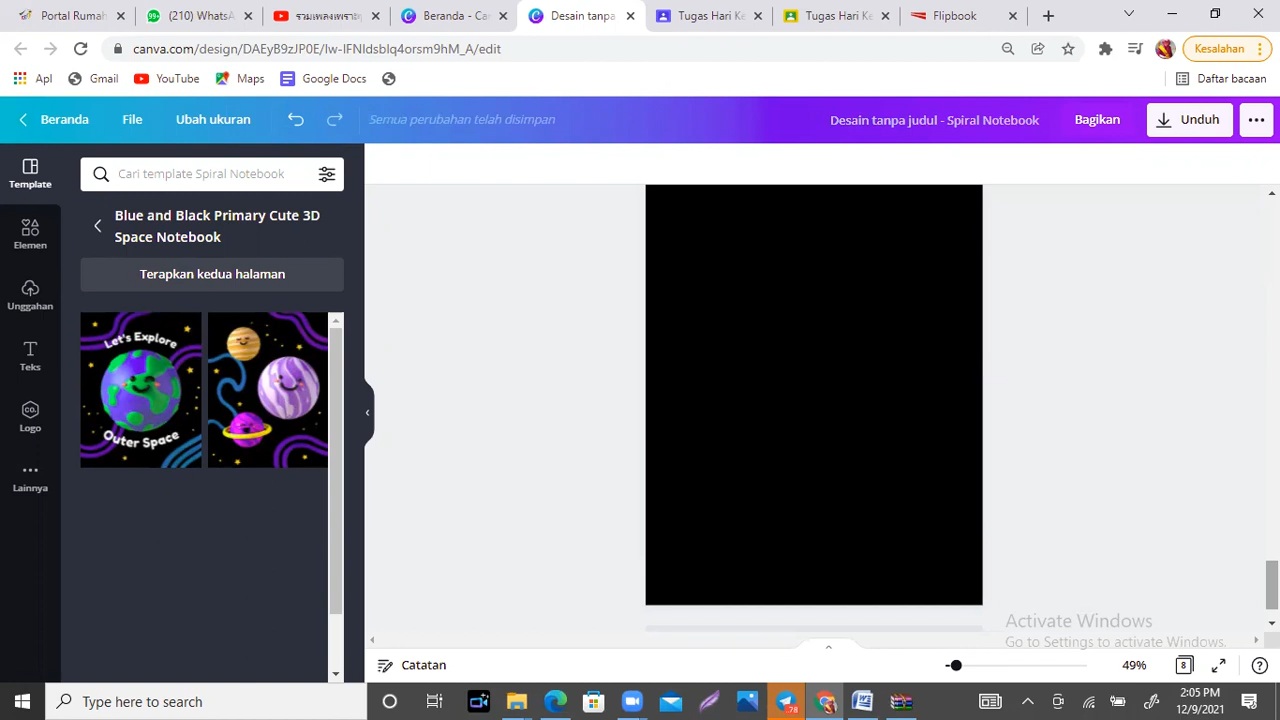 Portal Rumah
(210) WhatsA
Beranda - Ca
Desain tanpa
Tugas Hari Ke
Tugas Hari Ke
Flipbook
canva.com/design/DAEyB9zJP0E/Iw-IFNldsbIq4orsm9hM_A/edit
Kesalahan
Apl
Gmail
YouTube
Maps
Google Docs
Daftar bacaan
Beranda
File
Ubah ukuran
Semua perubahan telah disimpan
Desain tanpa judul - Spiral Notebook
Bagikan
Unduh
Template
Elemen
Unggahan
Teks
CO.
Logo
Lainnya
Cari template Spiral Notebook
Blue and Black Primary Cute 3D
Space Notebook
Terapkan kedua halaman
Let's Explore
Outer Space
Activate Windows
Go to Settings to activate Windows.
Catatan
49%
8
Type here to search
78
2:05 PM
12/9/2021